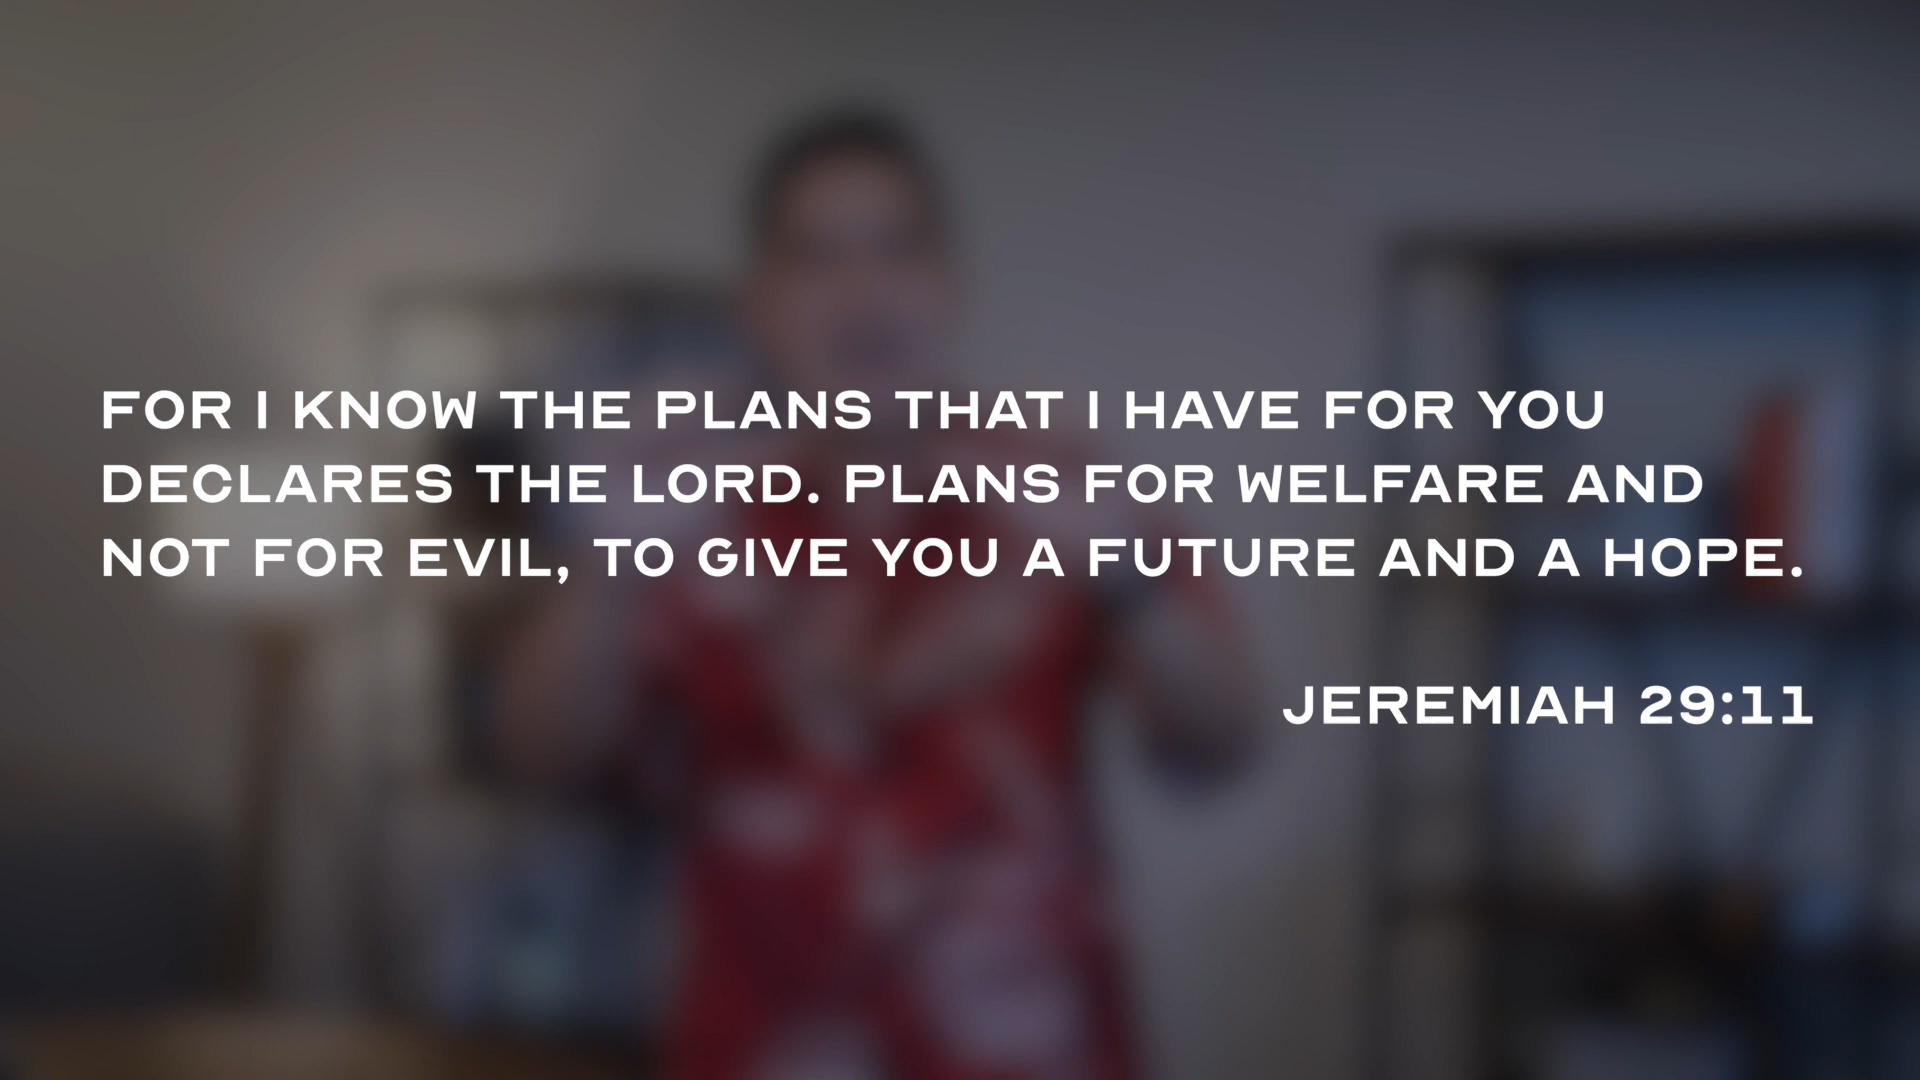 FOR I KNOW THE PLANS THAT I HAVE FOR YOU
DECLARES THE LORD. PLANS FOR WELFARE AND
NOT FOR EVIL, TO GIVE YOU A FUTURE AND A HOPE.
JEREMIAH 29:11